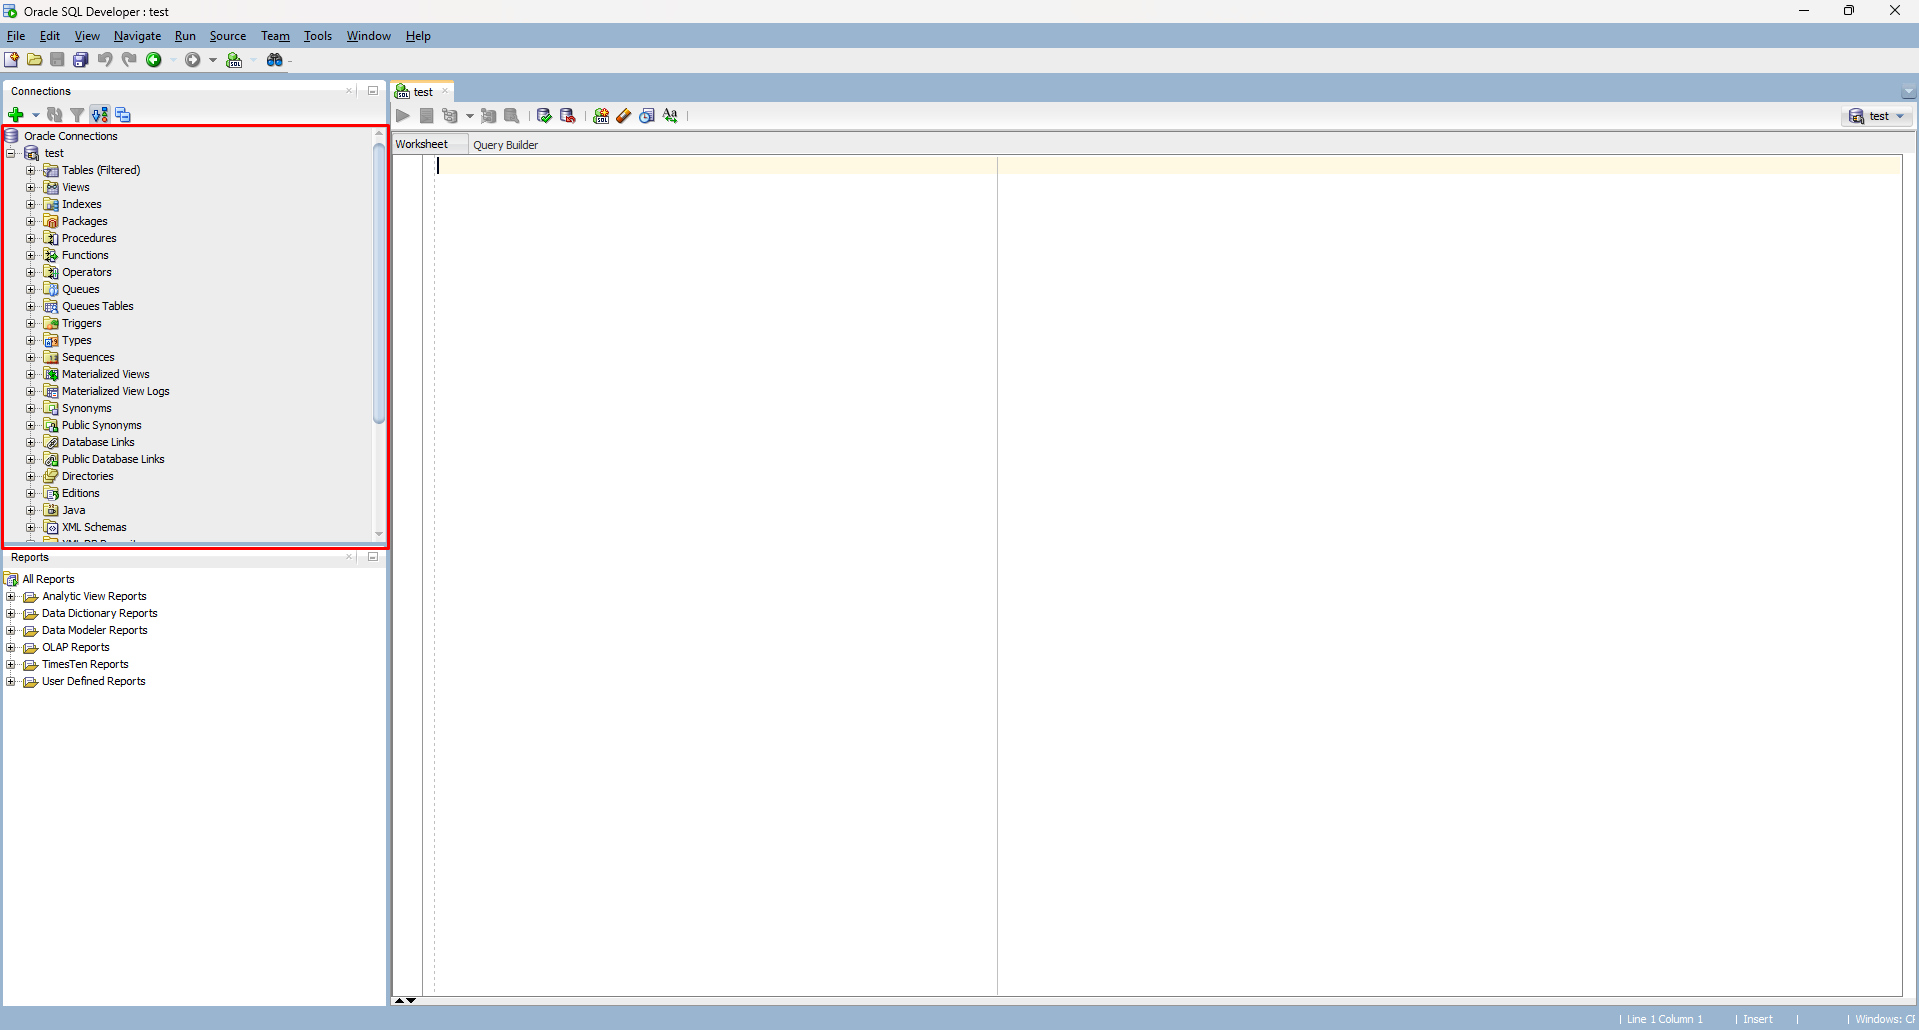 Oracle SQL Developer : test
File Edit View Navigate Run Source Team Tools Window Help
Connections
test
test
Oracle Connections
Worksheet Query Builder
test
Tables (Filtered)
Views
Indexes
Packages
Procedures
Functions
Operators
Queues
Queues Tables
Triggers
Types
Sequences
Materialized Views
Materialized View Logs
Synonyms
Public Synonyms
Database Links
Public Database Links
Directories
Editions
Java
XML Schemas
Reports
All Reports
Analytic View Reports
Data Dictionary Reports
Data Modeler Reports
OLAP Reports
TimesTen Reports
User Defined Reports
Line 1 Column 1 Insert Windows: